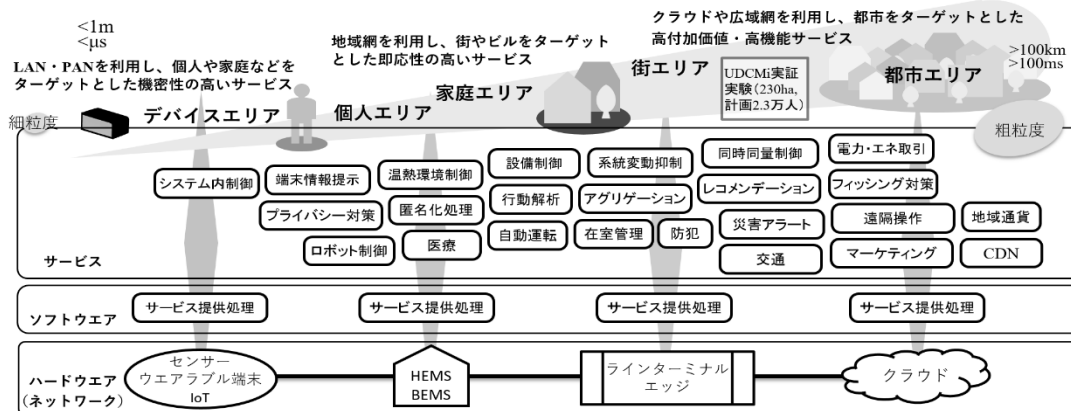 <1m
<μs
LAN・PANを利用し、個人や家庭などを
ターゲットとした機密性の高いサービス
地域網を利用し、街やビルをターゲット
とした即応性の高いサービス
クラウドや広域網を利用し、都市をターゲットとした
高付加価値・高機能サービス
>100km
>100ms
細粒度
デバイスエリア
個人エリア
家庭エリア
街エリア
UDCMi実証
実験(230ha,
計画2.3万人)
都市エリア
粗粒度
システム内制御
端末情報提示
プライバシー対策
ロボット制御
温熱環境制御
匿名化処理
医療
設備制御
行動解析
自動運転
系統変動抑制
アグリゲーション
在室管理
防犯
同時同量制御
レコメンデーション
災害アラート
交通
電力・エネ取引
フィッシング対策
遠隔操作
マーケティング
地域通貨
CDN
サービス
ソフトウエア
サービス提供処理
サービス提供処理
サービス提供処理
サービス提供処理
ハードウエア
(ネットワーク)
センサー
ウエアラブル端末
IoT
HEMS
BEMS
ラインターミナル
エッジ
クラウド